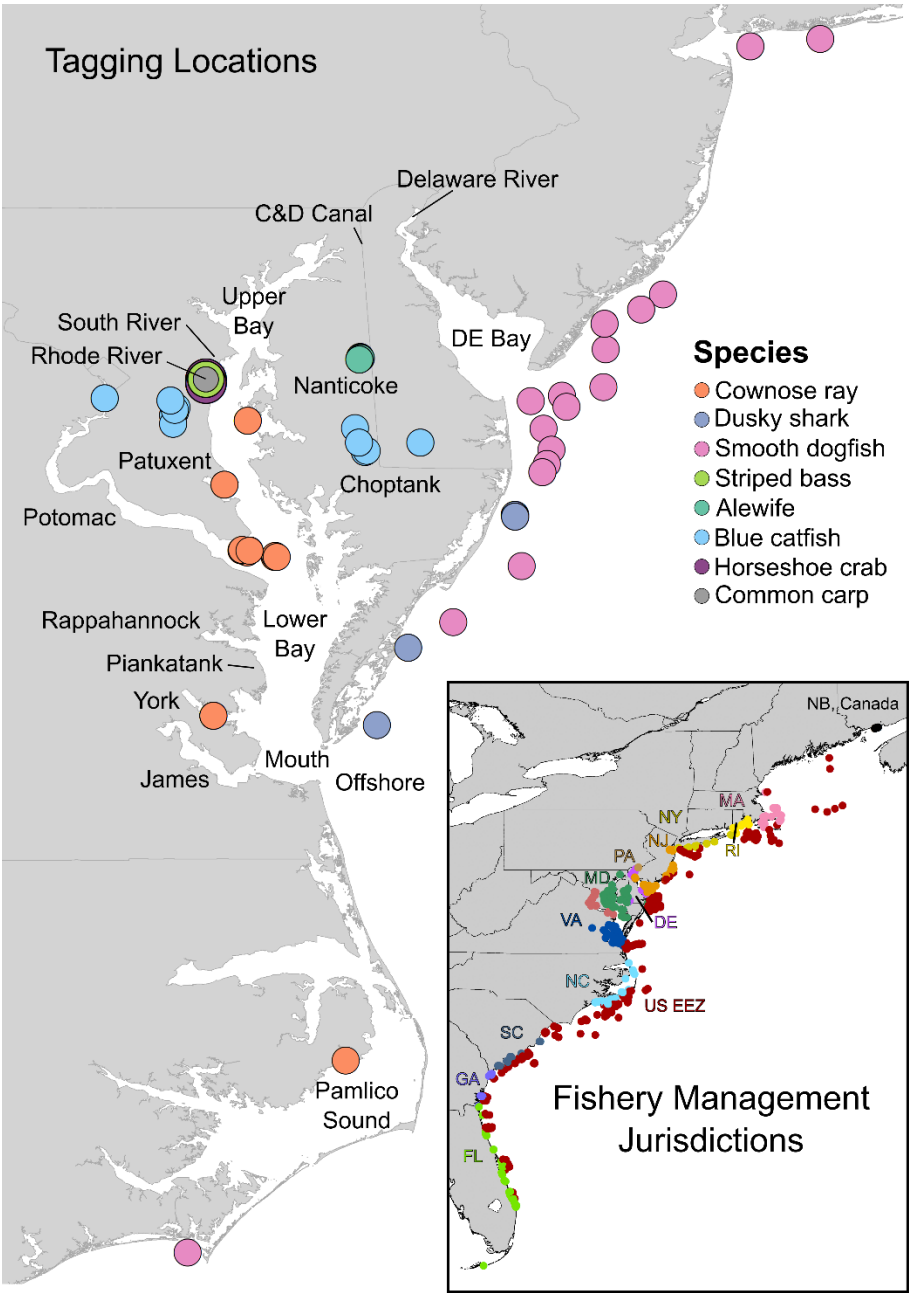 Tagging Locations
Delaware River
C&D Canal
Upper
Bay
South River
DE Bay
Rhode River
Nanticoke
Patuxent
Choptank
Potomac
Rappahannock
Lower
Bay
Piankatank
York
Mouth
James
Offshore
Pamlico
Sound
Species
Cownose ray
Dusky shark
Smooth dogfish
Striped bass
Alewife
Blue catfish
Horseshoe crab
Common carp
NB, Canada
MA
NY
RI
NJ
PA
MD
DE
VA
NC
US EEZ
SC
GA
FL
Fishery Management
Jurisdictions